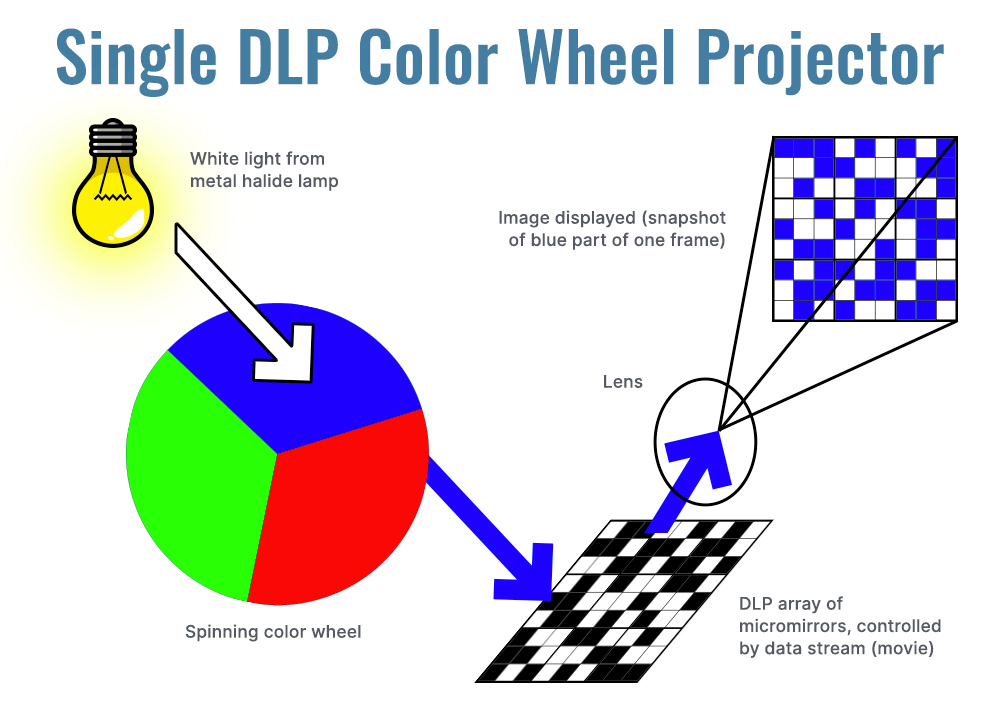 Single DLP Color Wheel Projector
White light from
metal halide lamp
Image displayed (snapshot
of blue part of one frame)
Lens
Spinning color wheel
DLP array of
micromirrors, controlled
by data stream (movie)